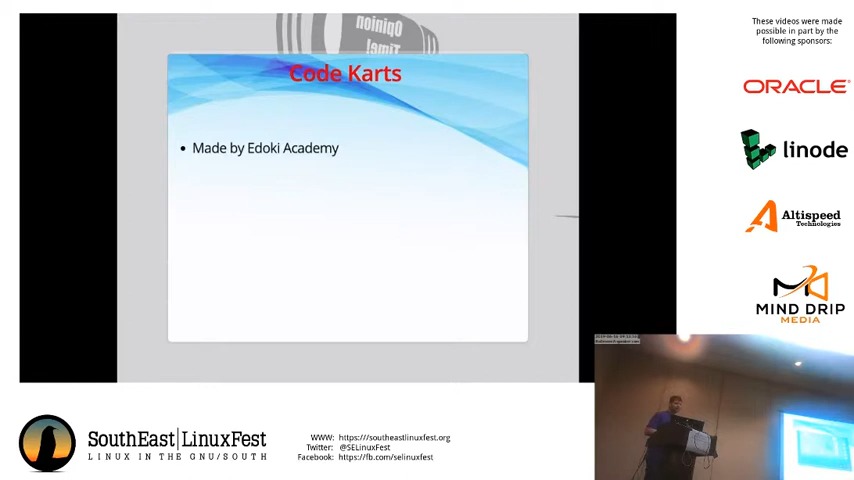 These videos were made
possible in part by the
following sponsors:
Opinion
Time!
Code Karts
• Made by Edoki Academy
ORACLE
linode
Altispeed
Technologies
MIND DRIP
MEDIA
SouthEast|LinuxFest
LINUX IN THE GNU/SOUTH
WWW: https://southeastlinuxfest.org
Twitter: @SELinuxFest
Facebook: https://fb.com/selinuxfest